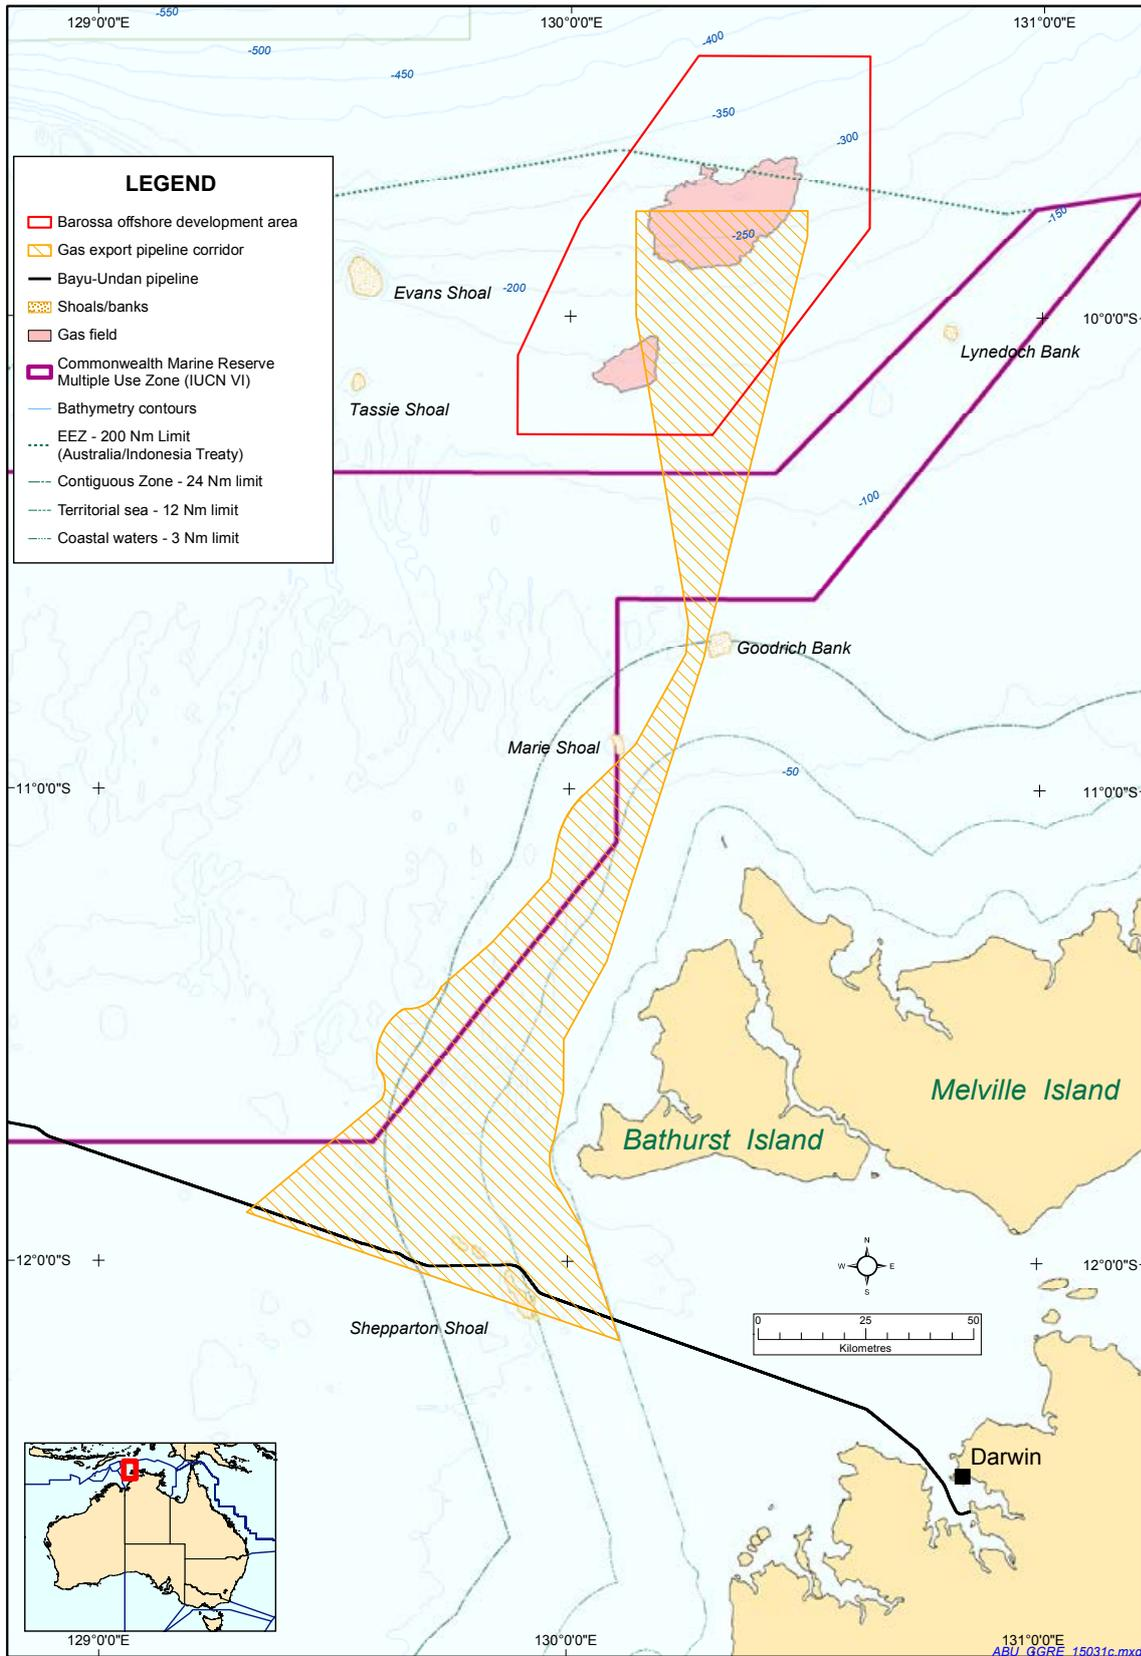 129°0'0"E
130°0'0"E
131°0'0"E
-550
-500
-450
-400
-350
-300
LEGEND
Barossa offshore development area
Gas export pipeline corridor
Bayu-Undan pipeline
Shoals/banks
Gas field
Commonwealth Marine Reserve
Multiple Use Zone (IUCN VI)
Bathymetry contours
EEZ - 200 Nm Limit
(Australia/Indonesia Treaty)
Contiguous Zone - 24 Nm limit
Territorial sea - 12 Nm limit
Coastal waters - 3 Nm limit
-150
-250
-200
Evans Shoal
10°0'0"S
Lynedoch Bank
Tassie Shoal
-100
Goodrich Bank
Marie Shoal
-50
11°0'0"S
11°0'0"S
Melville Island
Bathurst Island
12°0'0"S
12°0'0"S
N
W
E
S
Shepparton Shoal
0
25
50
Kilometres
Darwin
129°0'0"E
130°0'0"E
131°0'0"E
ABU_GGRE_15031c.mxd